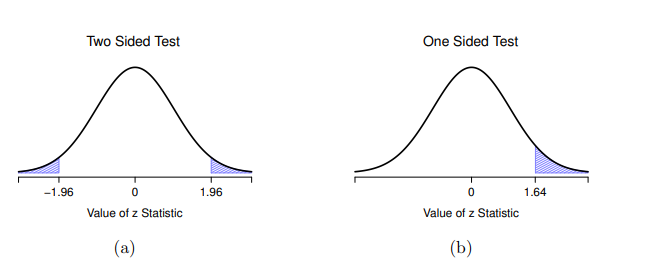 Two Sided Test
−1.96 0 1.96
Value of z Statistic
(a)
One Sided Test
0 1.64
Value of z Statistic
(b)